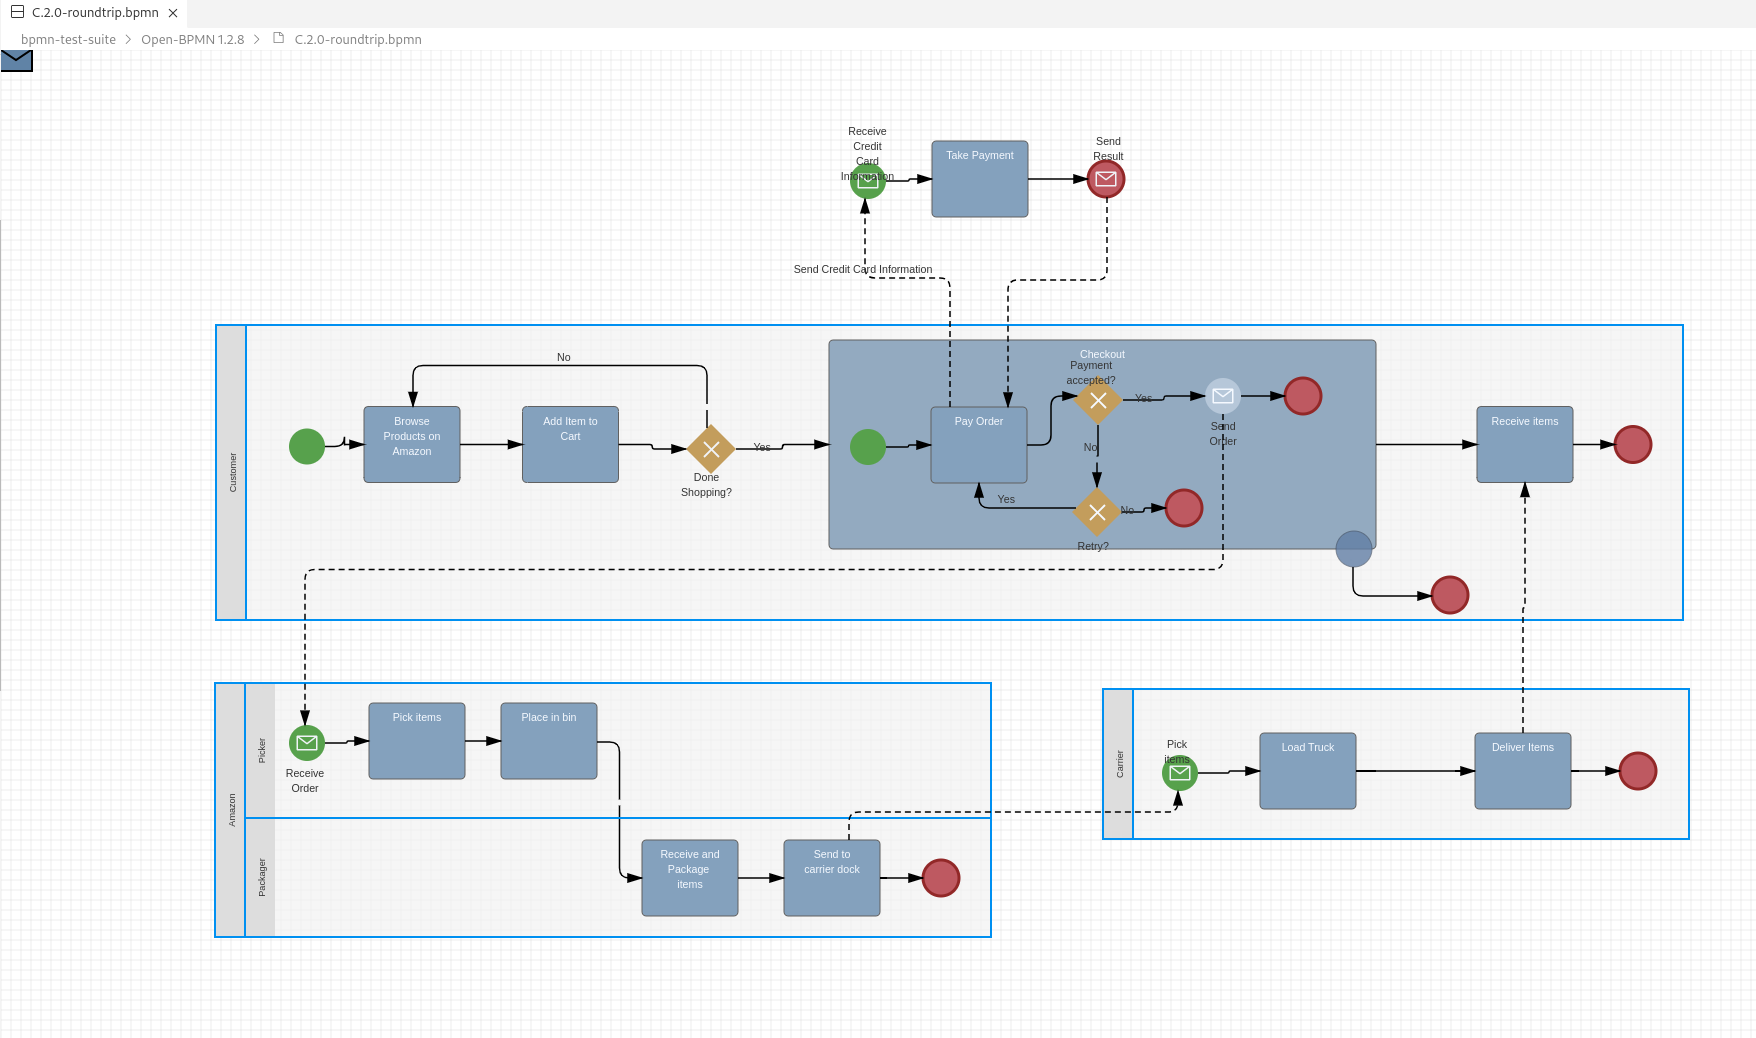 C.2.0-roundtrip.bpmn
bpmn-test-suite > Open-BPMN 1.2.8 > C.2.0-roundtrip.bpmn
Receive
Credit
Card
Information
Take Payment
Send
Result
Send Credit Card Information
Customer
No
Browse
Products on
Amazon
Add Item to
Cart
Done
Shopping?
Yes
Checkout
Payment
accepted?
Pay Order
Yes
Send
Order
No
Yes
No
Retry?
Receive items
Amazon
Picker
Receive
Order
Pick items
Place in bin
Packager
Receive and
Package
items
Send to
carrier dock
Carrier
Pick
items
Load Truck
Deliver Items